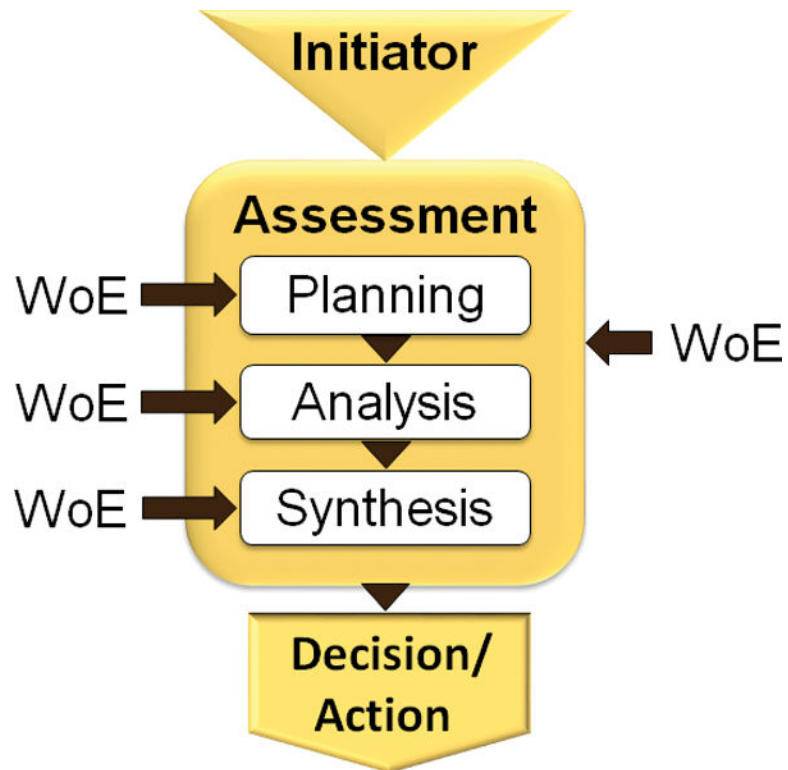 Initiator
Assessment
WoE
Planning
WoE
WoE
Analysis
WoE
Synthesis
Decision/
Action